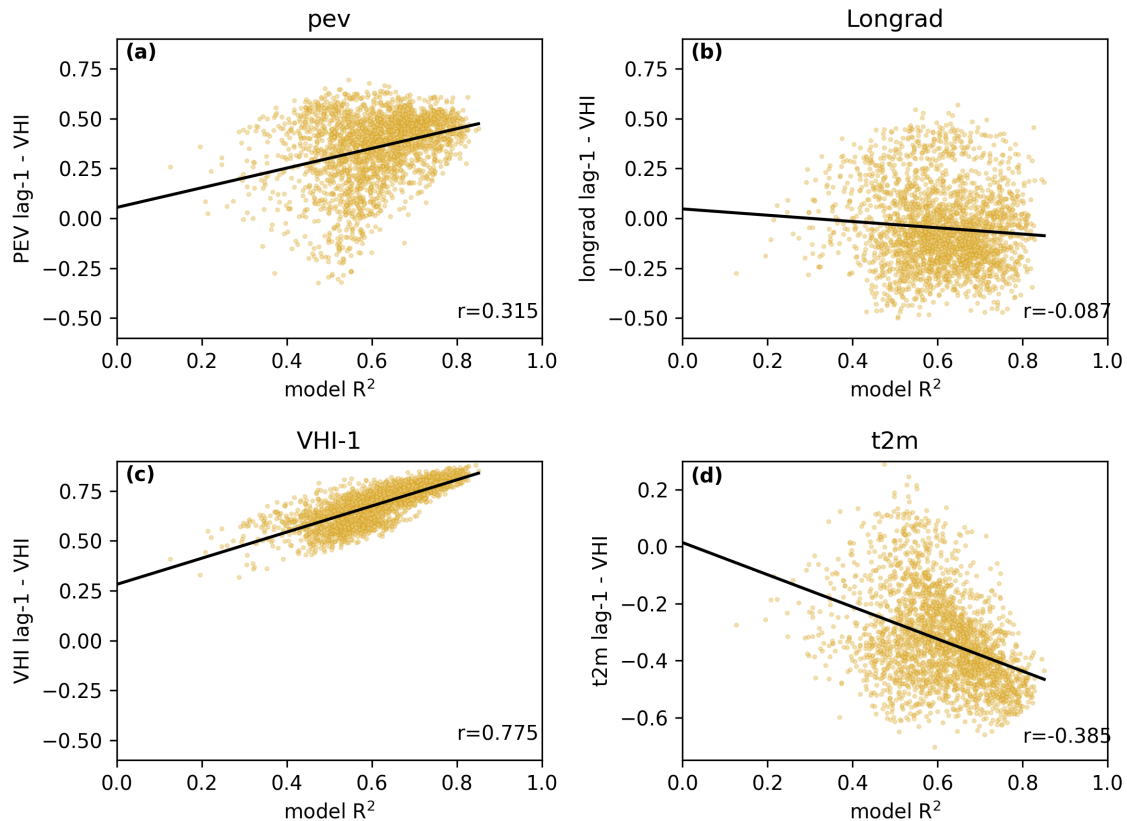 pev
(a)
PEV lag-1 - VHI
0.75
0.50
0.25
0.00
−0.25
−0.50
r=0.315
0.0 0.2 0.4 0.6 0.8 1.0
model R²
Longrad
(b)
longrad lag-1 - VHI
0.75
0.50
0.25
0.00
−0.25
−0.50
r=-0.087
0.0 0.2 0.4 0.6 0.8 1.0
model R²
VHI-1
(c)
VHI lag-1 - VHI
0.75
0.50
0.25
0.00
−0.25
−0.50
r=0.775
0.0 0.2 0.4 0.6 0.8 1.0
model R²
t2m
(d)
t2m lag-1 - VHI
0.2
0.0
−0.2
−0.4
−0.6
r=-0.385
0.0 0.2 0.4 0.6 0.8 1.0
model R²